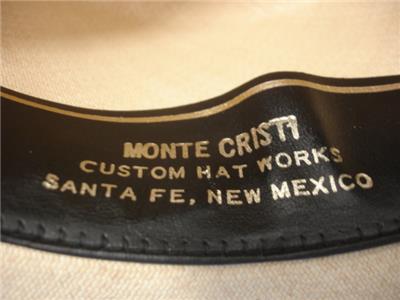 MONTE CRISTI
CUSTOM HAT WORKS
SANTA FE, NEW MEXICO